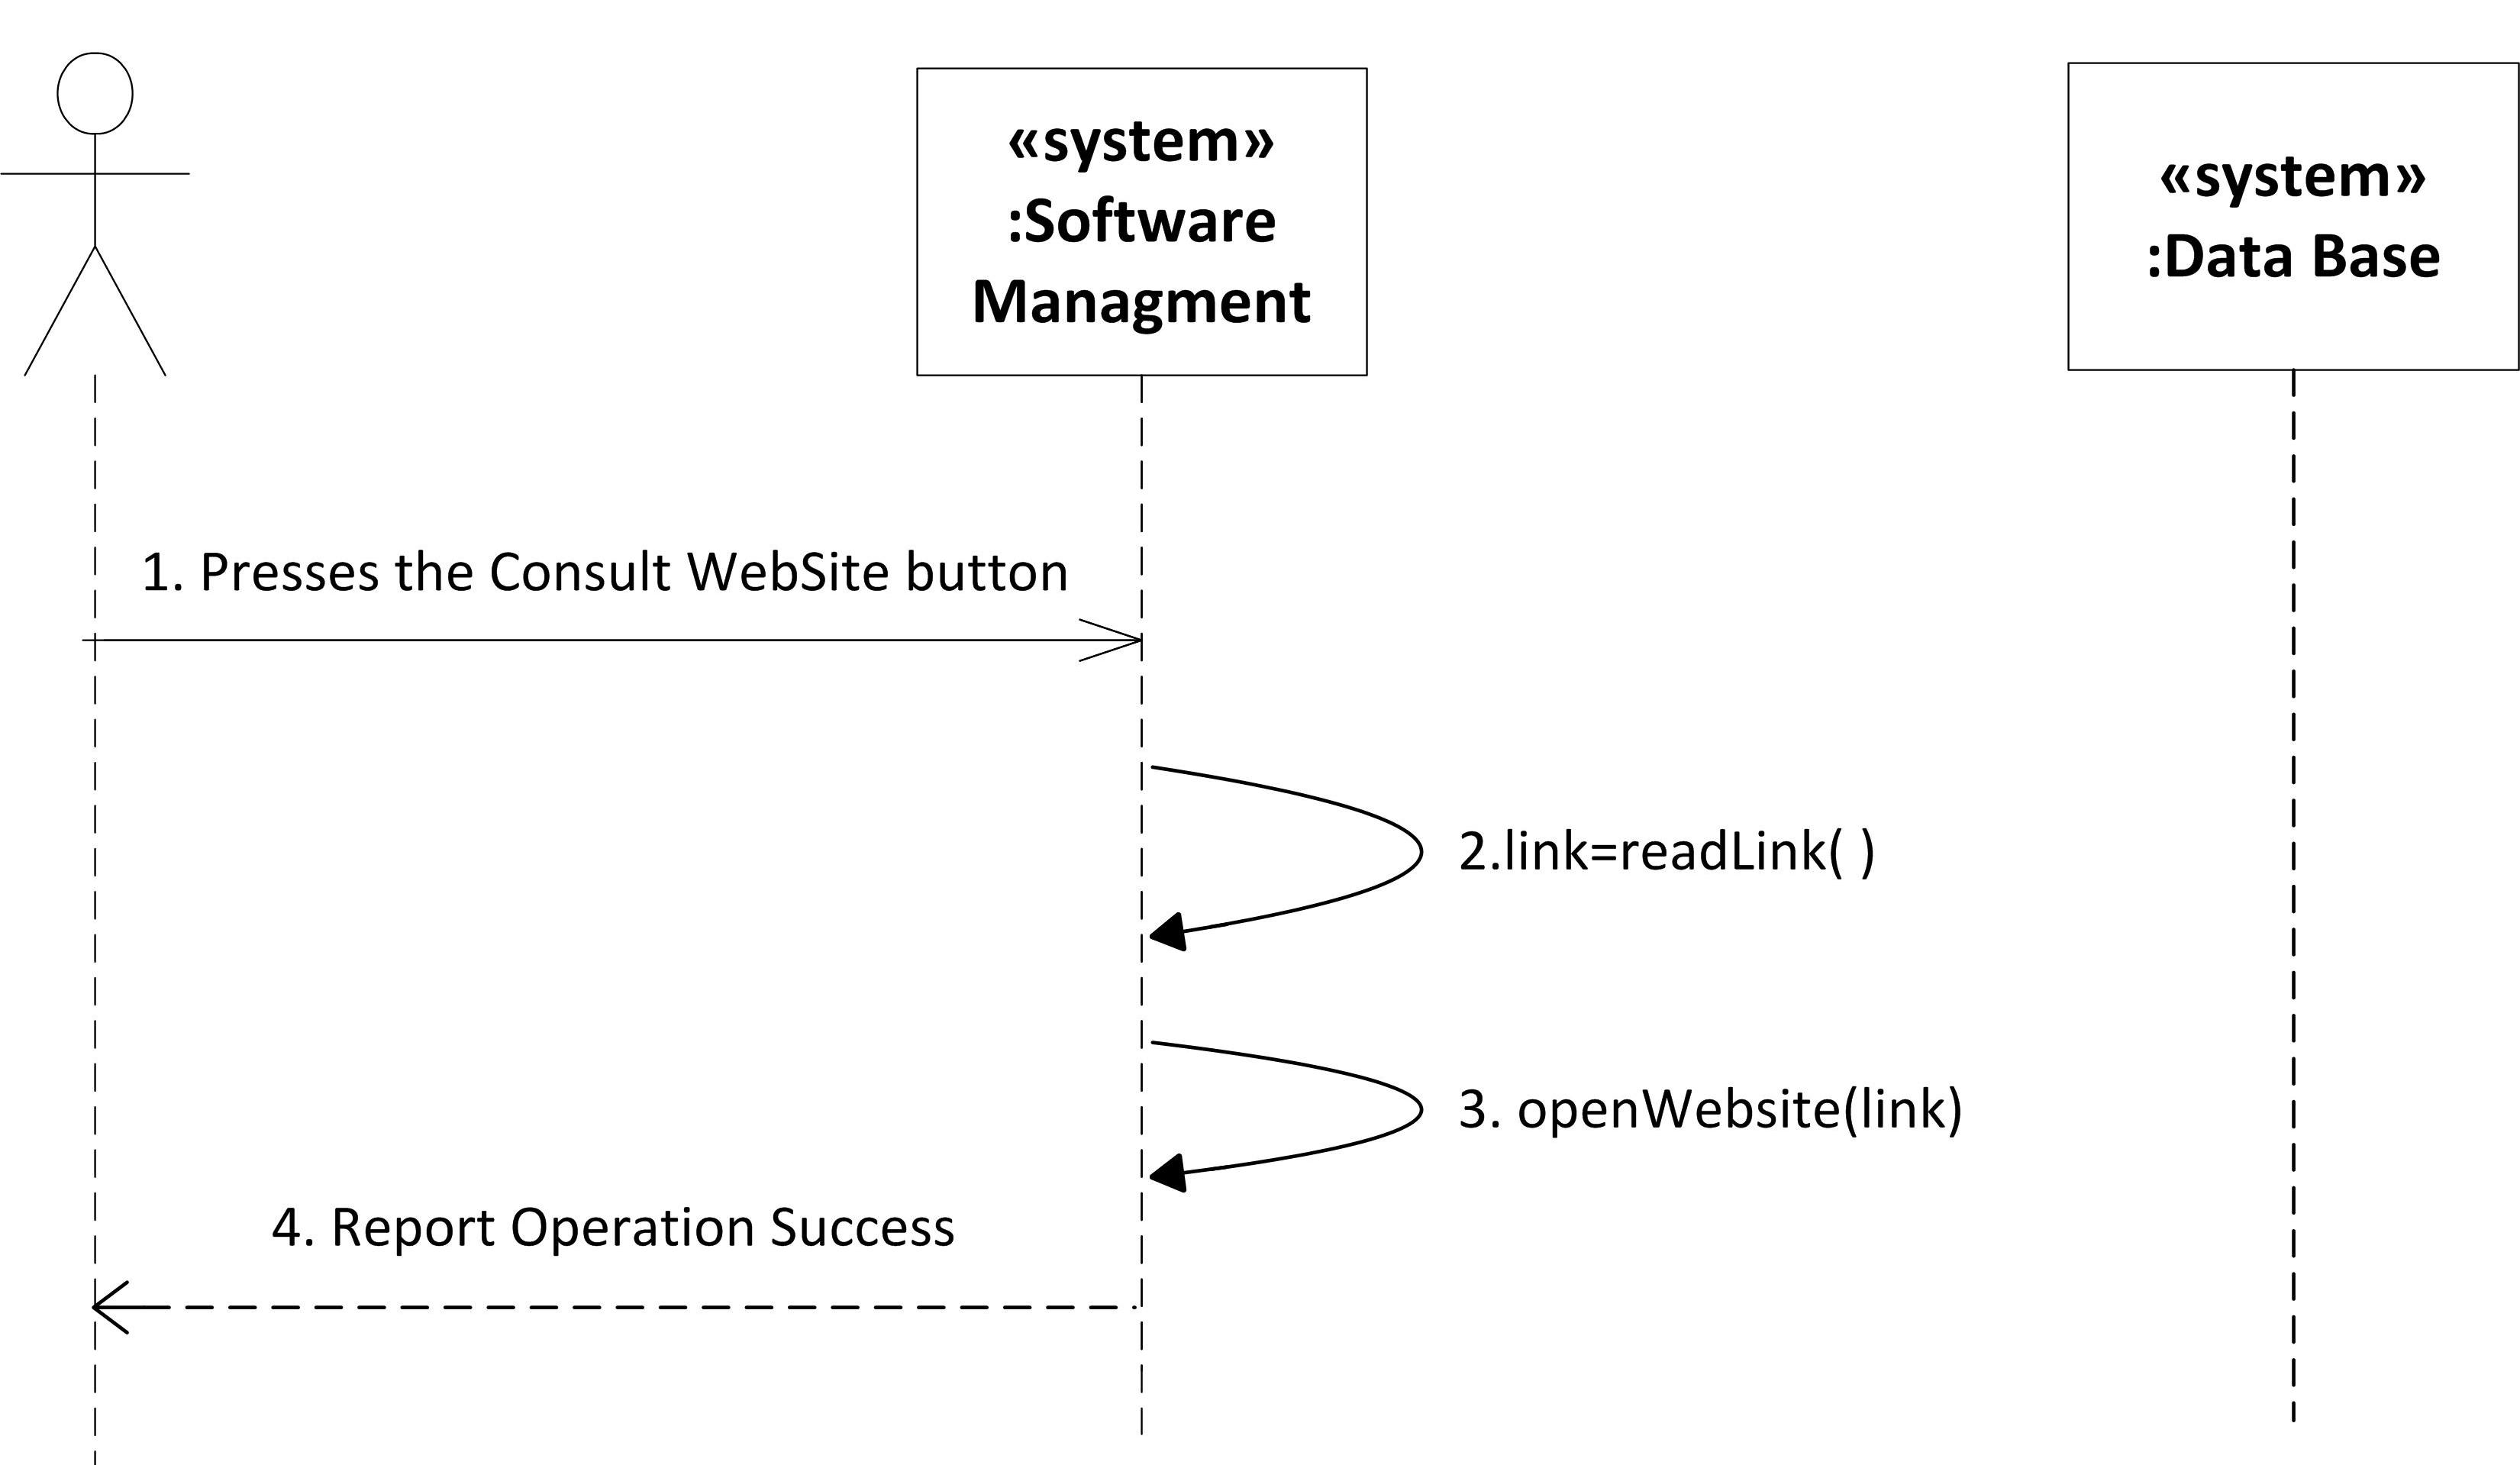 «system»
:Software
Managment
«system»
:Data Base
1. Presses the Consult WebSite button
2.link=readLink( )
3. openWebsite(link)
4. Report Operation Success